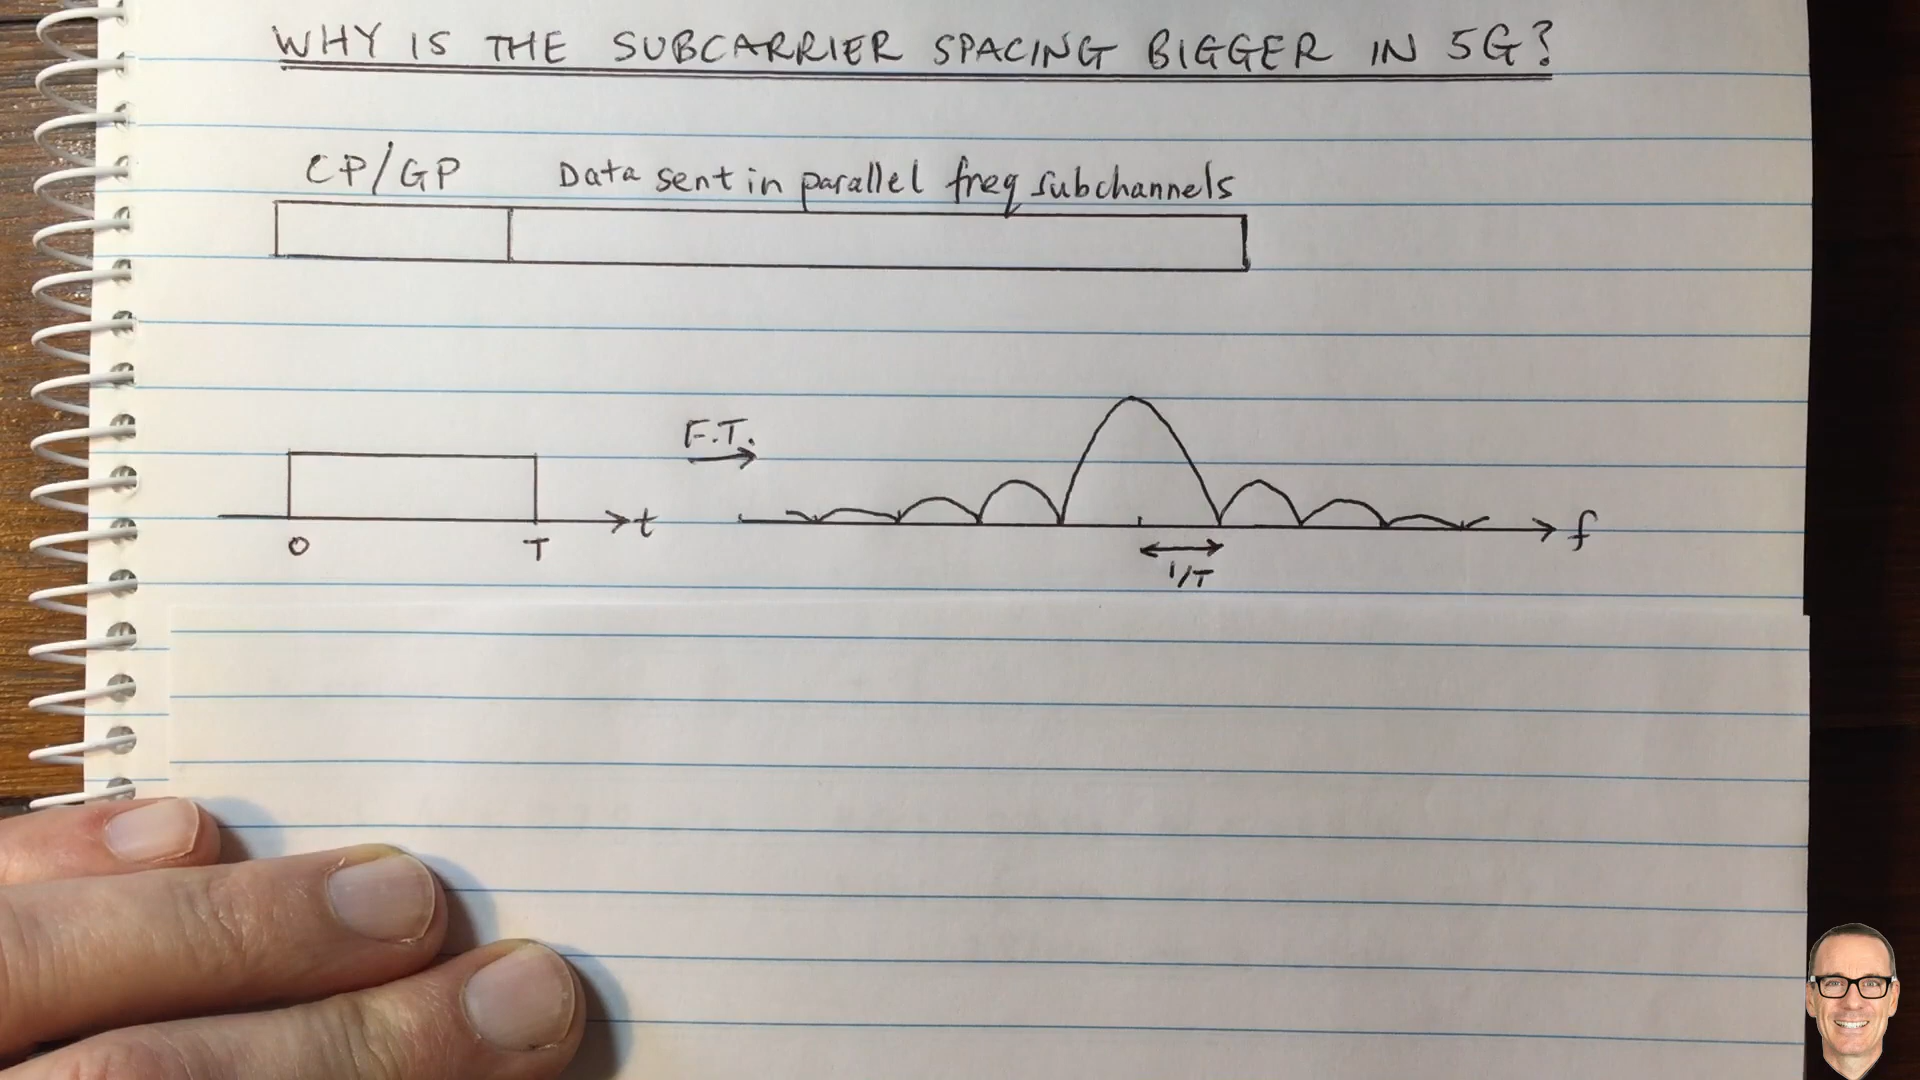 WHY IS THE SUBCARRIER SPACING BIGGER IN 5G?
CP/GP Data sent in parallel freq subchannels
F.T.
0 T t f
1/T